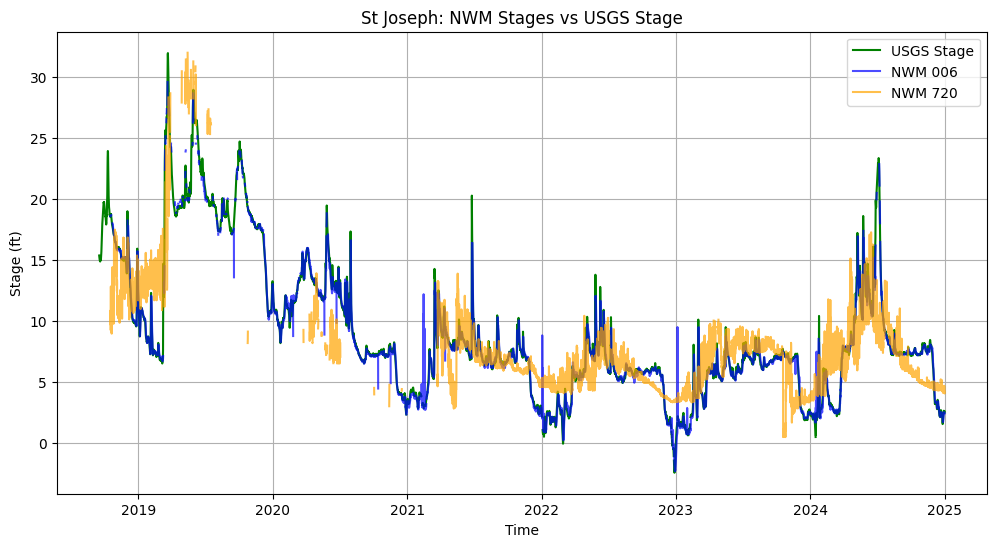 St Joseph: NWM Stages vs USGS Stage
USGS Stage
NWM 006
NWM 720
Stage (ft)
30
25
20
15
10
5
0
2019 2020 2021 2022 2023 2024 2025
Time